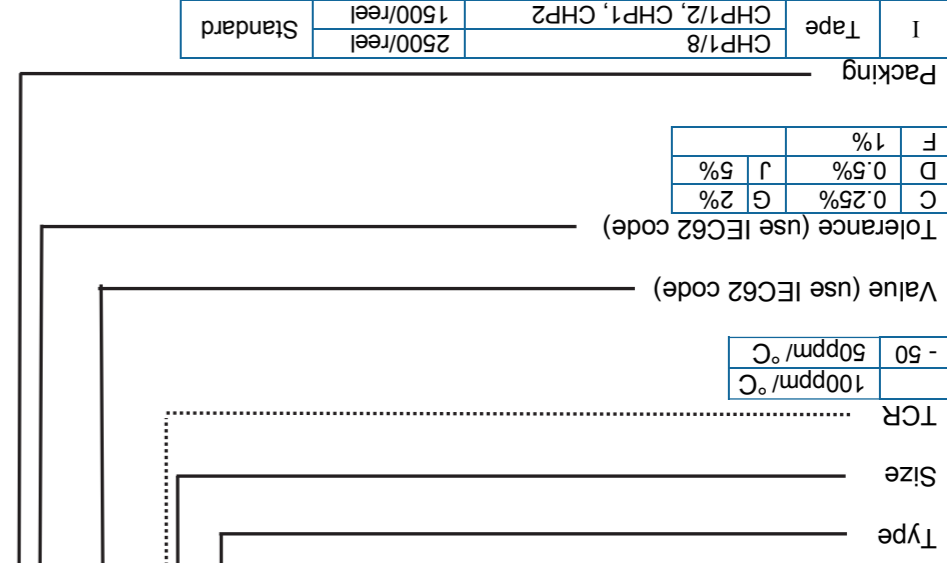 Type
Size
TCR
100ppm/°C
- 50 50ppm/°C
Value (use IEC62 code)
Tolerance (use IEC62 code)
C 0.25% G 2%
D 0.5% J 5%
F 1%
Packing
I Tape CHP1/8 2500/reel Standard
CHP1/2, CHP1, CHP2 1500/reel